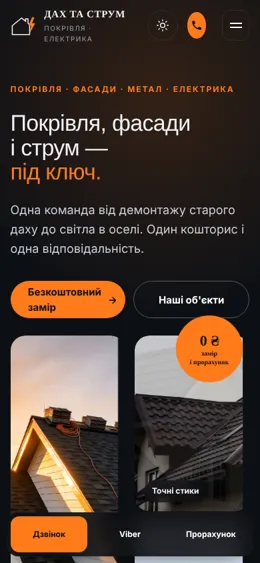 ДАХ ТА СТРУМ
ПОКРІВЛЯ ·
ЕЛЕКТРИКА
ПОКРІВЛЯ · ФАСАДИ · МЕТАЛ · ЕЛЕКТРИКА
Покрівля, фасади
і струм —
під ключ.
Одна команда від демонтажу старого
даху до світла в оселі. Один кошторис і
одна відповідальність.
Безкоштовний
замір →
Наші об'єкти
0 ₴
замір
і прорахунок
Точні стики
Дзвінок
Viber
Прорахунок